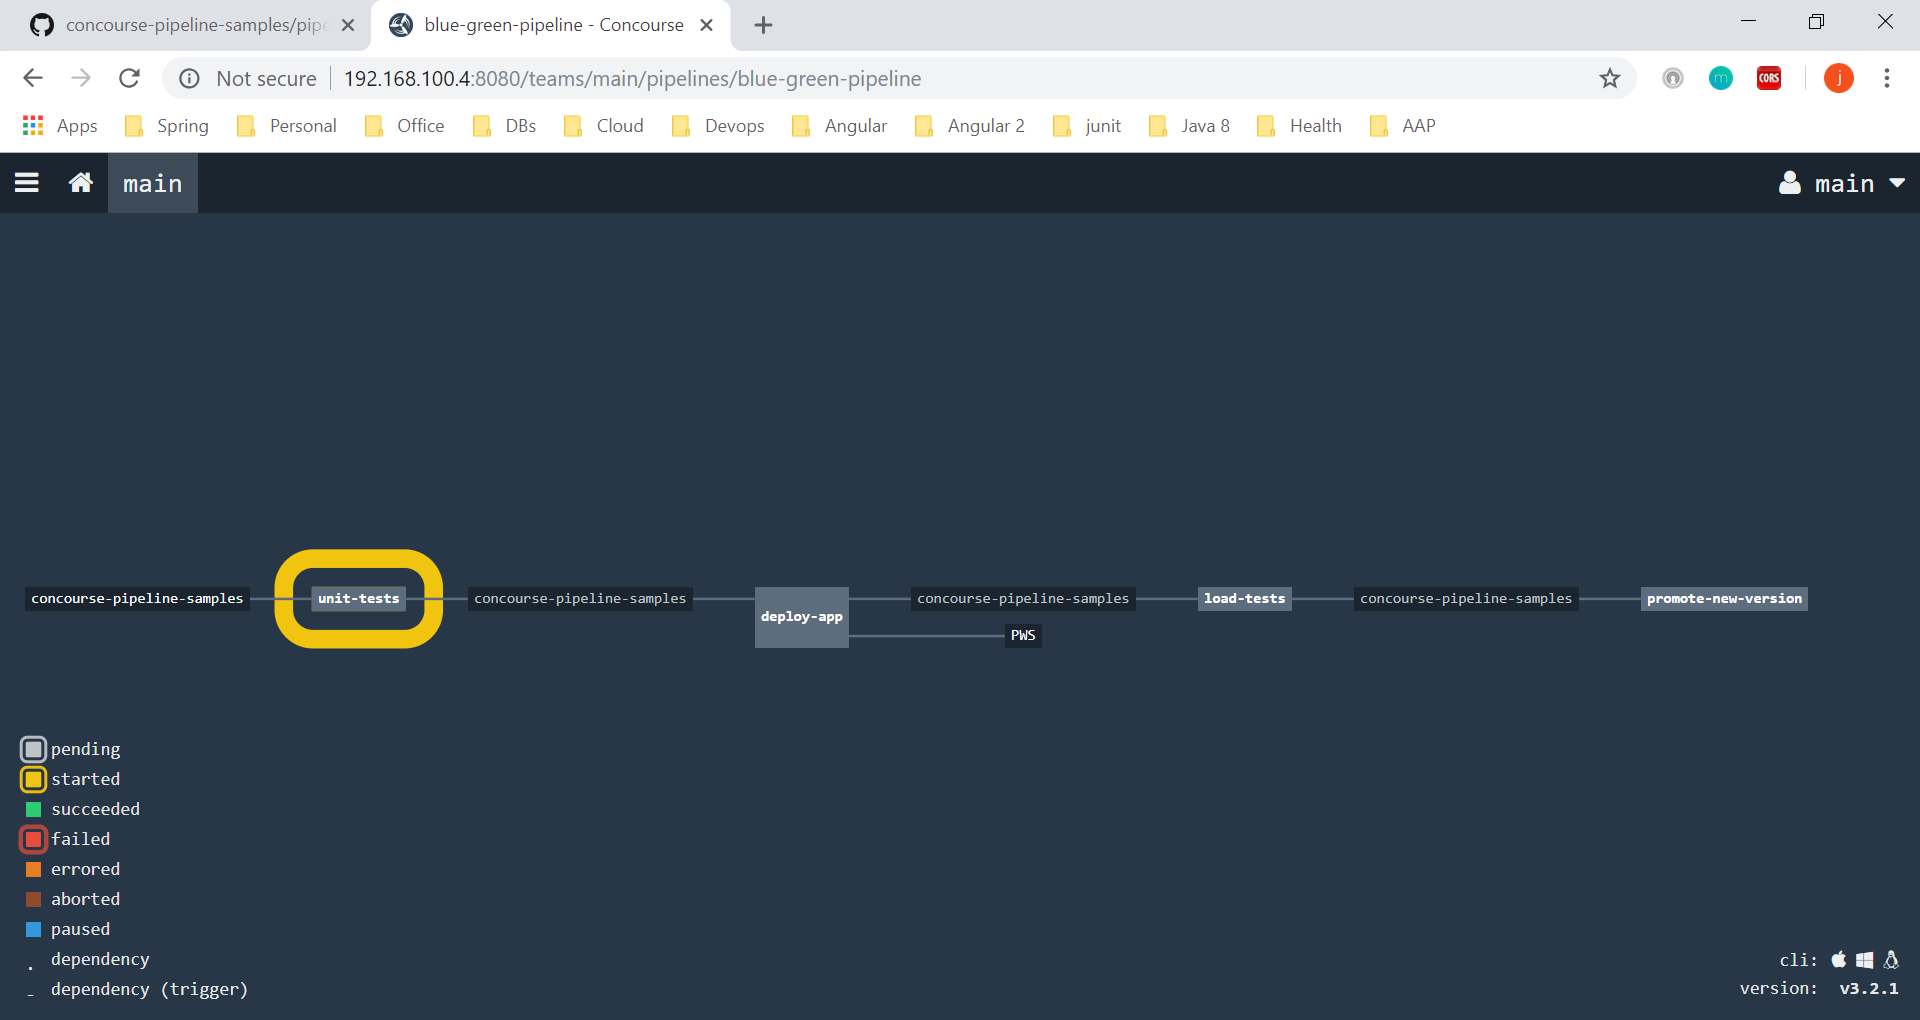 concourse-pipeline-samples/pipe
blue-green-pipeline - Concourse
Not secure
192.168.100.4:8080/teams/main/pipelines/blue-green-pipeline
m
CORS
j
Apps
Spring
Personal
Office
DBs
Cloud
Devops
Angular
Angular 2
junit
Java 8
Health
AAP
main
main
concourse-pipeline-samples
unit-tests
concourse-pipeline-samples
deploy-app
concourse-pipeline-samples
PWS
load-tests
concourse-pipeline-samples
promote-new-version
pending
started
succeeded
failed
errored
aborted
paused
. dependency
- dependency (trigger)
cli:
version: v3.2.1